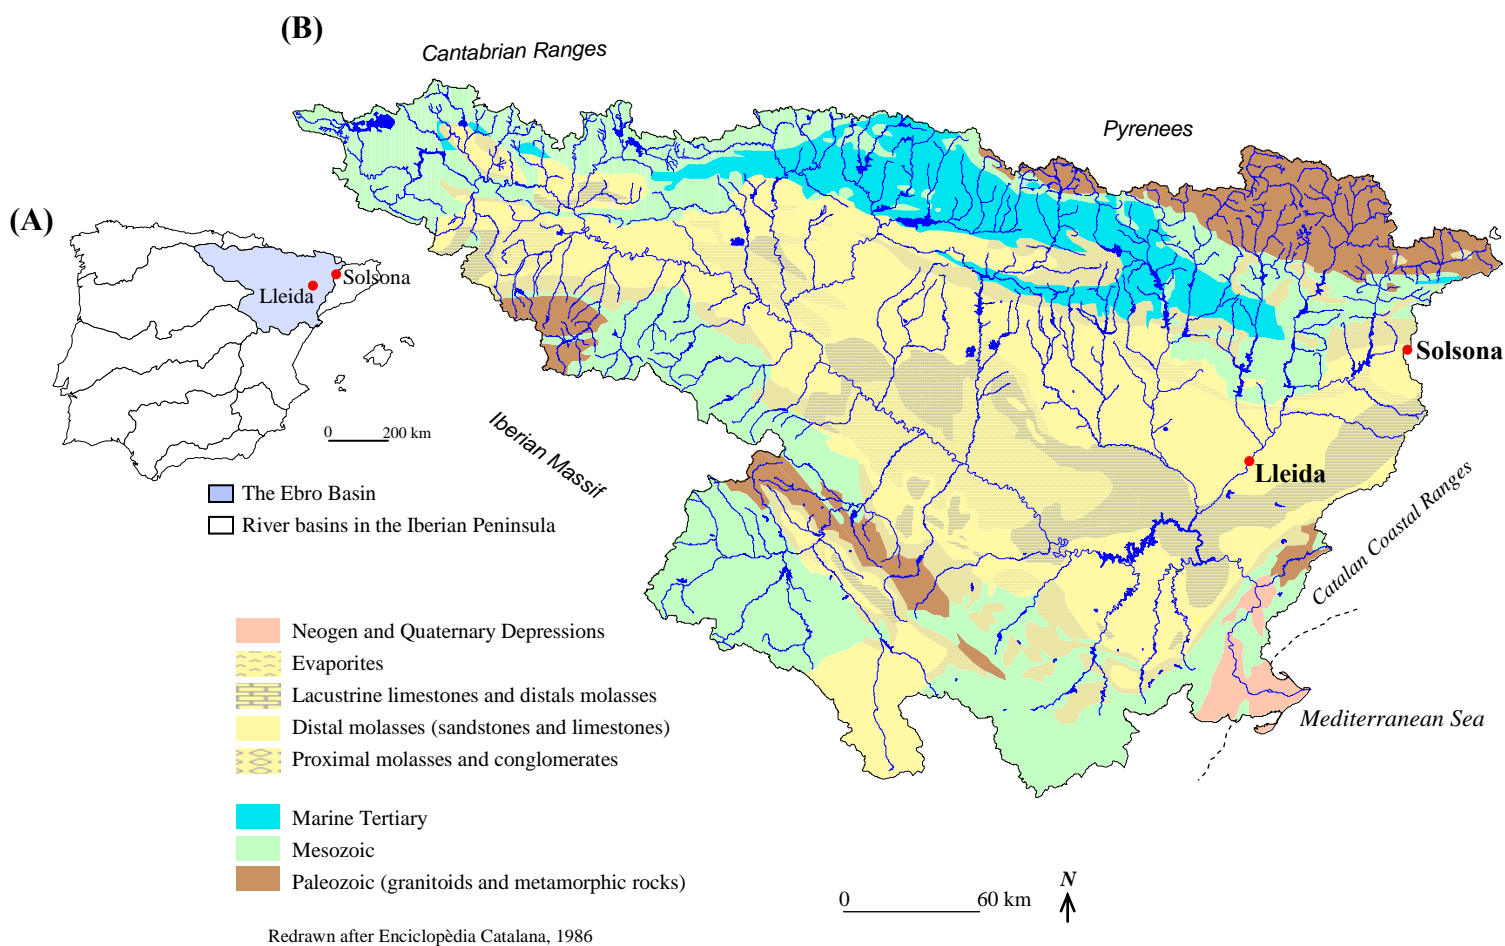 (B)
Cantabrian Ranges
Pyrenees
(A)
Solsona
Lleida
Solsona
0 200 km
Iberian Massif
Lleida
The Ebro Basin
River basins in the Iberian Peninsula
Catalan Coastal Ranges
Neogen and Quaternary Depressions
Evaporites
Lacustrine limestones and distals molasses
Distal molasses (sandstones and limestones)
Proximal molasses and conglomerates
Mediterranean Sea
Marine Tertiary
Mesozoic
Paleozoic (granitoids and metamorphic rocks)
0 60 km
N
Redrawn after Enciclopèdia Catalana, 1986